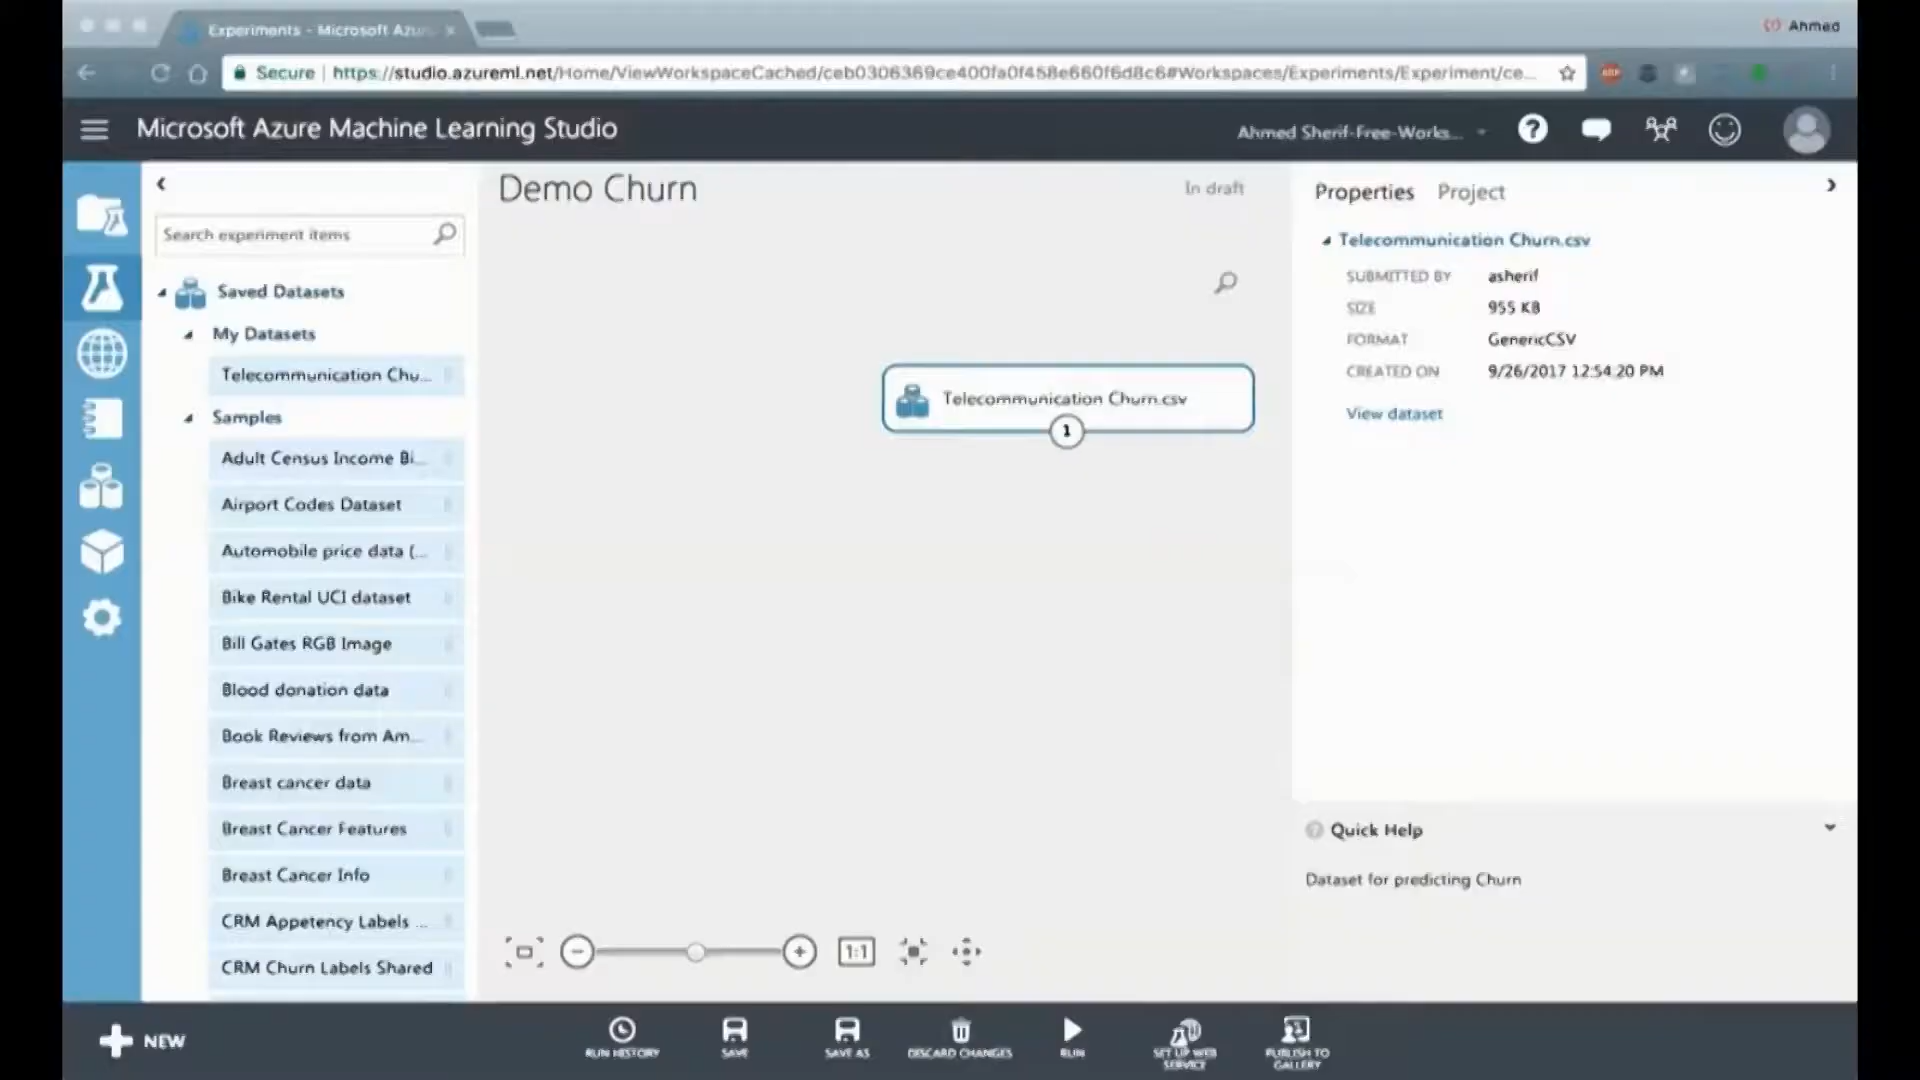 Experiments - Microsoft Azur
Ahmed
Secure | https://studio.azureml.net/Home/ViewWorkspaceCached/ceb0306369ce400fa0f458e660f6d8c6#Workspaces/Experiments/Experiment/ce...
Microsoft Azure Machine Learning Studio
Ahmed Sherif-Free-Works...
Demo Churn
In draft
Properties Project
Search experiment items
Telecommunication Churn.csv
SUBMITTED BY asherif
SIZE 955 KB
FORMAT GenericCSV
CREATED ON 9/26/2017 12:54:20 PM
View dataset
Saved Datasets
My Datasets
Telecommunication Chu...
Samples
Adult Census Income Bi...
Airport Codes Dataset
Automobile price data (...
Bike Rental UCI dataset
Bill Gates RGB Image
Blood donation data
Book Reviews from Am...
Breast cancer data
Breast Cancer Features
Breast Cancer Info
CRM Appetency Labels ...
CRM Churn Labels Shared
Telecommunication Churn.csv
1
Quick Help
Dataset for predicting Churn
1:1
NEW
RUN HISTORY
SAVE
SAVE AS
DISCARD CHANGES
RUN
SET UP WEB
SERVICE
PUBLISH TO
GALLERY